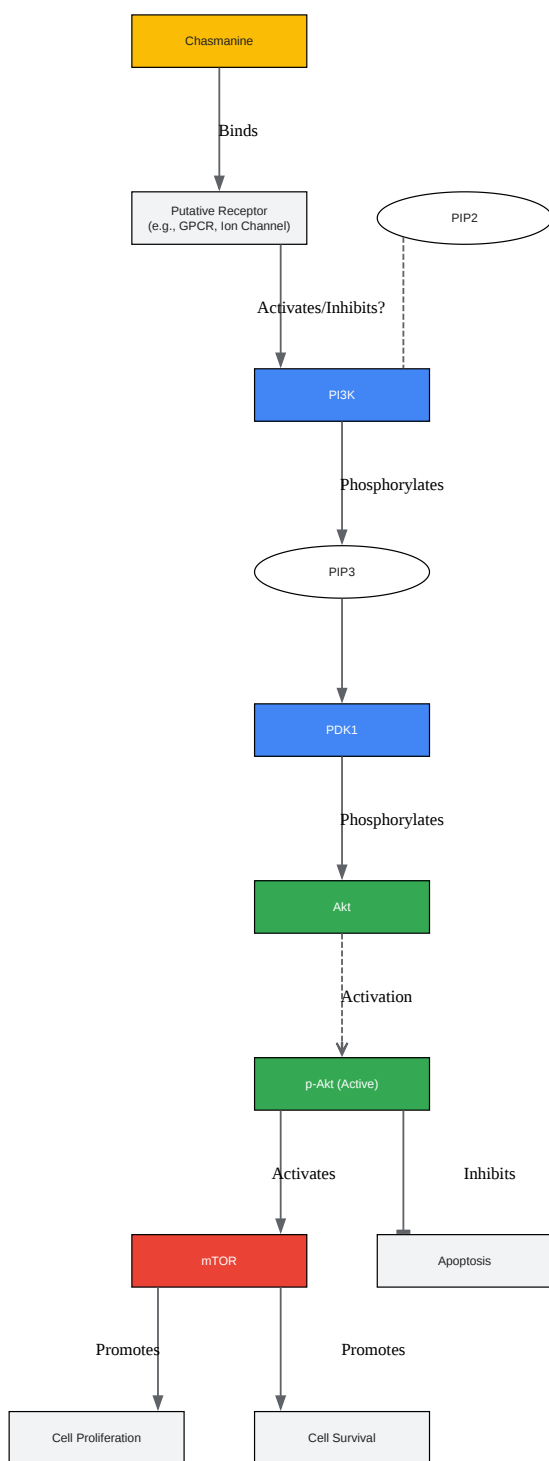 Chasmanine
Binds
Putative Receptor
(e.g., GPCR, Ion Channel)
PIP2
Activates/Inhibits?
PI3K
Phosphorylates
PIP3
PDK1
Phosphorylates
Akt
Activation
p-Akt (Active)
Activates
Inhibits
mTOR
Apoptosis
Promotes
Promotes
Cell Proliferation
Cell Survival